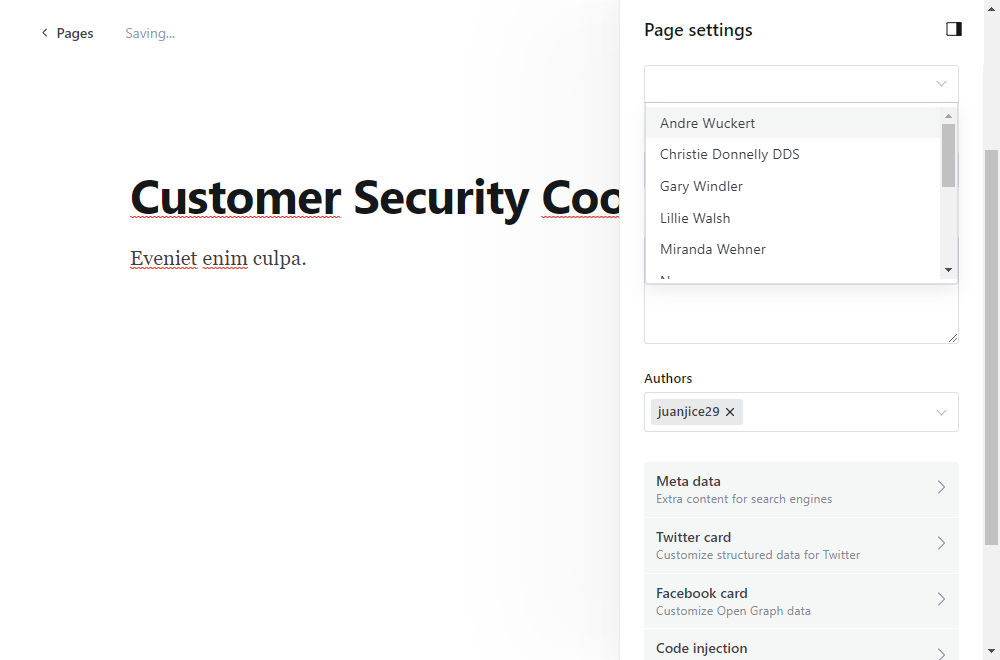 Pages
Saving...
Page settings
Andre Wuckert
Christie Donnelly DDS
Gary Windler
Lillie Walsh
Miranda Wehner
Customer Security Coo
Eveniet enim culpa.
Authors
juanjice29
Meta data
Extra content for search engines
Twitter card
Customize structured data for Twitter
Facebook card
Customize Open Graph data
Code injection